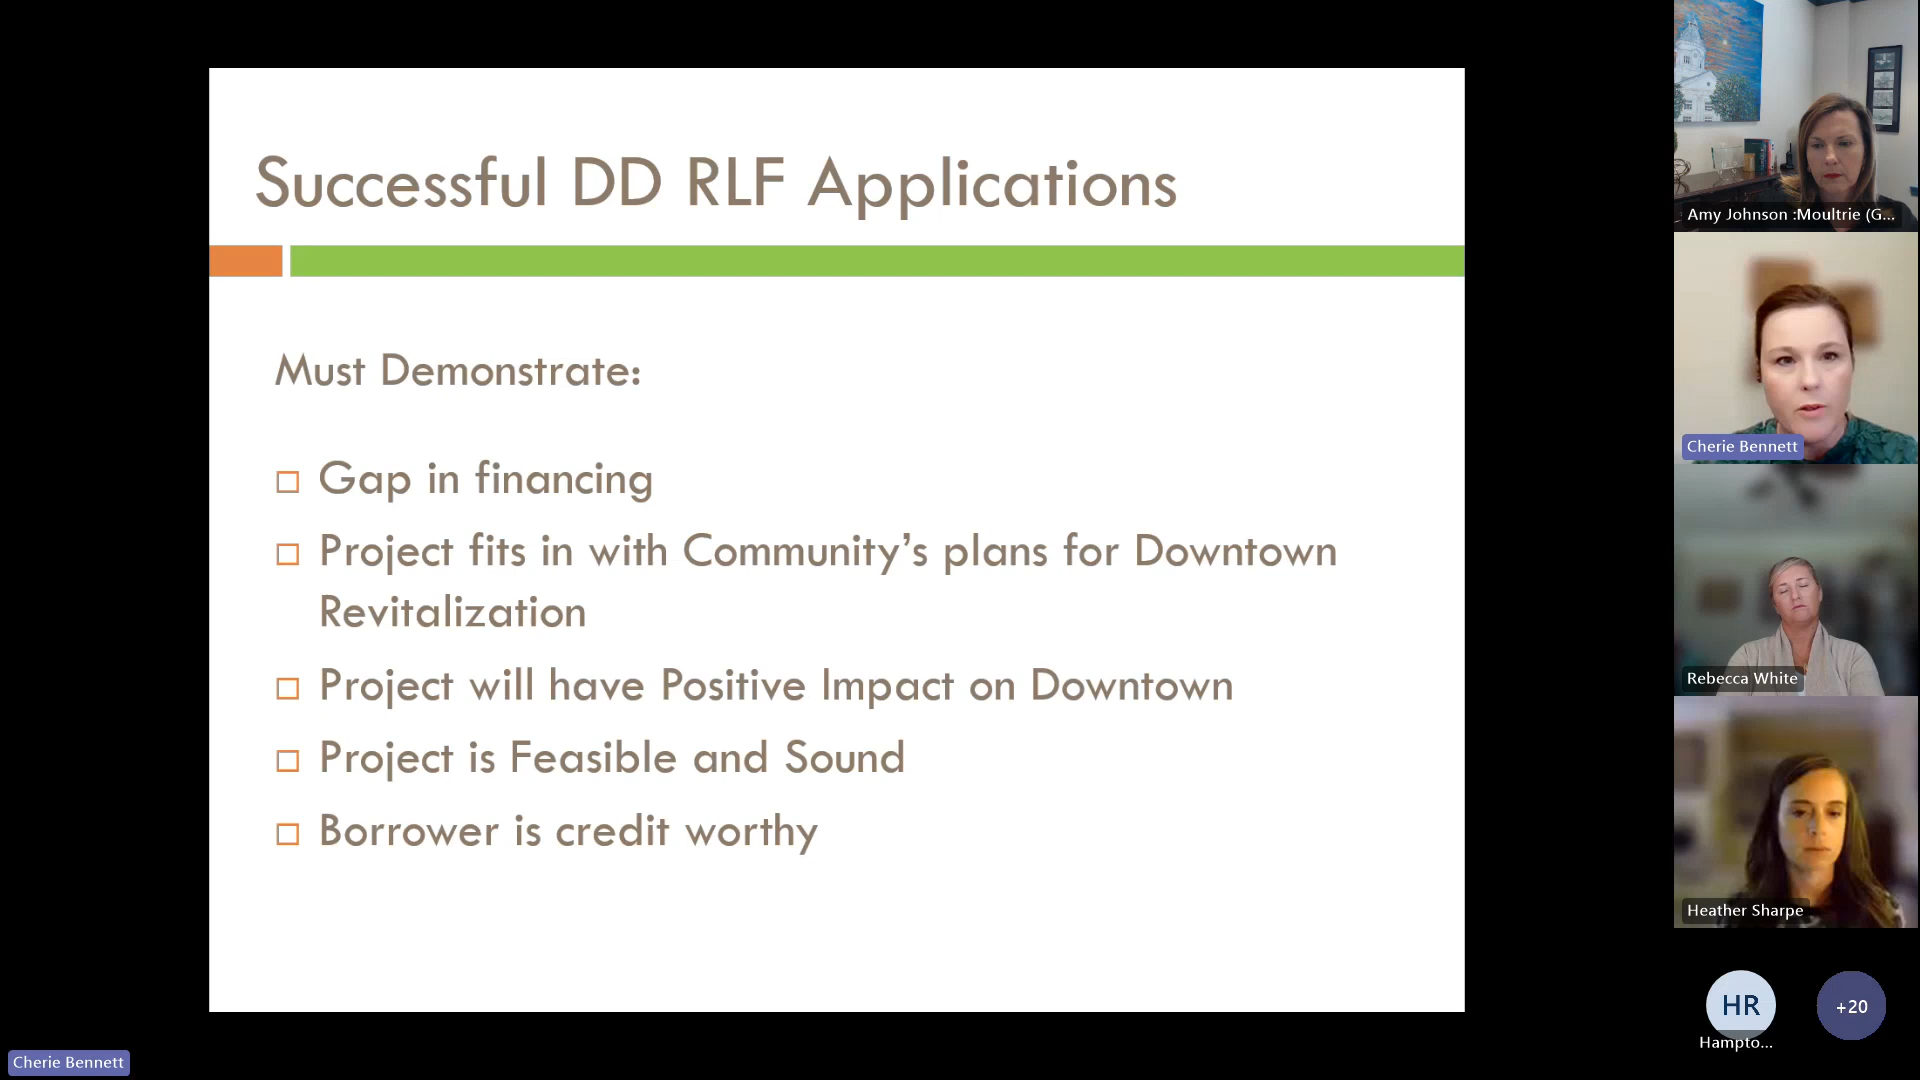 Successful DD RLF Applications
Must Demonstrate:
Gap in financing
Project fits in with Community’s plans for Downtown
Revitalization
Project will have Positive Impact on Downtown
Project is Feasible and Sound
Borrower is credit worthy
Amy Johnson :Moultrie (G...
Cherie Bennett
Rebecca White
Heather Sharpe
HR
Hampto...
+20
Cherie Bennett